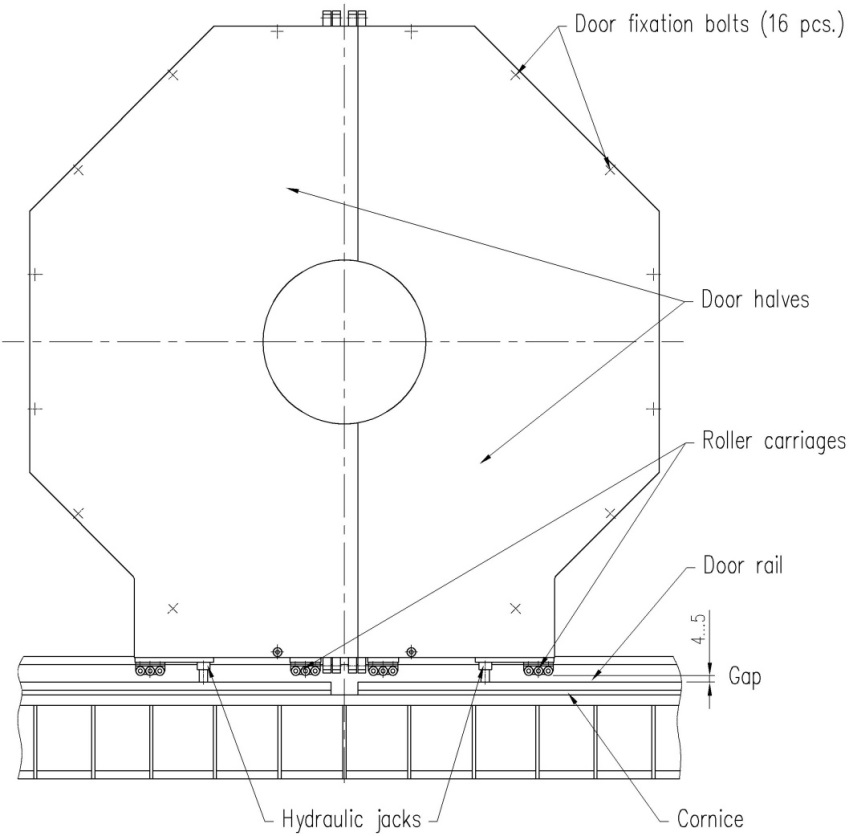 Door fixation bolts (16 pcs.)
Door halves
Roller carriages
Door rail
4...5
Gap
Hydraulic jacks
Cornice